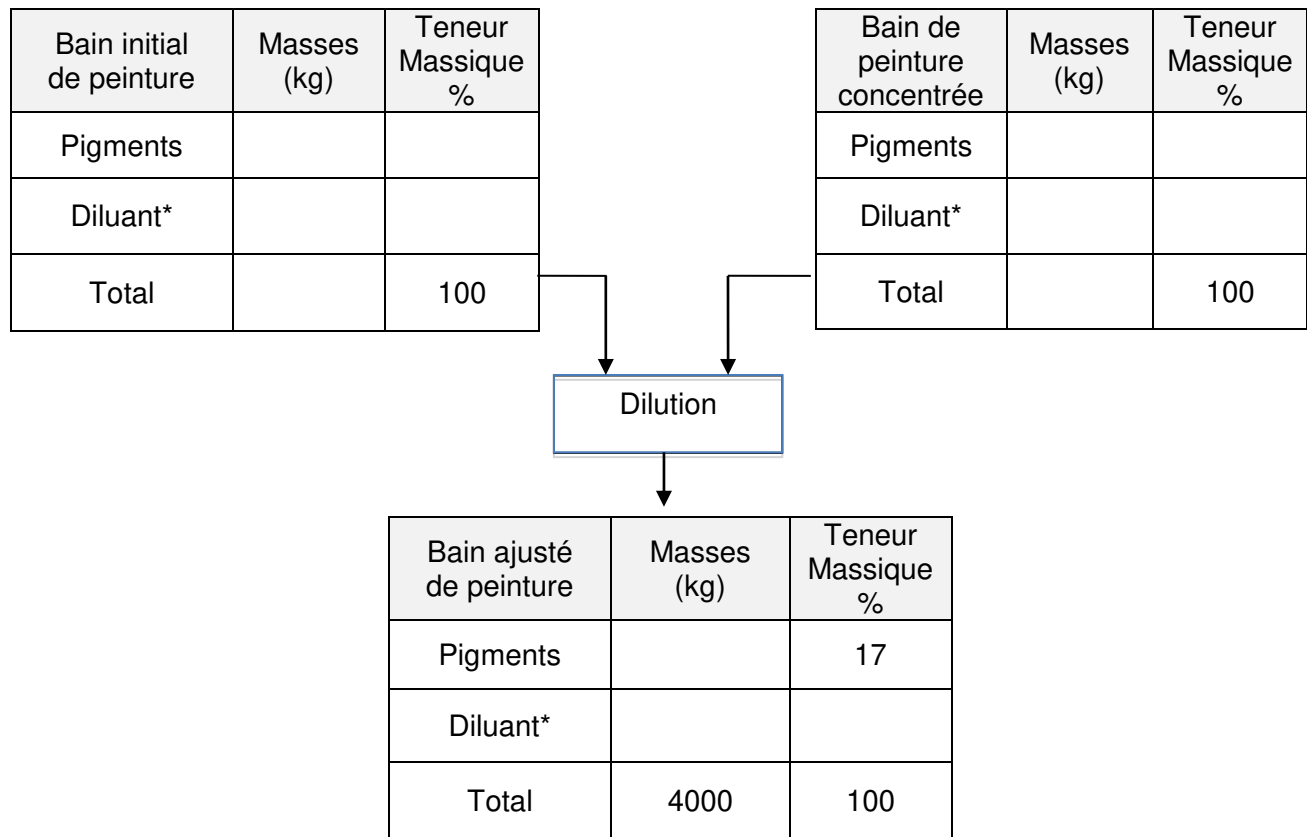 Bain initial
de peinture
Masses
(kg)
Teneur
Massique
%
Pigments
Diluant*
Total
100
Bain de
peinture
concentrée
Masses
(kg)
Teneur
Massique
%
Pigments
Diluant*
Total
100
Dilution
Bain ajusté
de peinture
Masses
(kg)
Teneur
Massique
%
Pigments
17
Diluant*
Total
4000
100